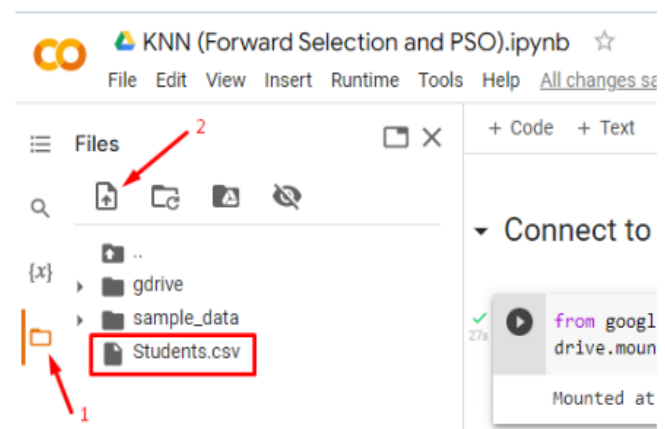 KNN (Forward Selection and PSO).ipynb
File Edit View Insert Runtime Tools Help All changes sa
Files
2
+ Code + Text
..
Connect to
{x}
gdrive
sample_data
Students.csv
27s
from googl
drive.moun
Mounted at
1